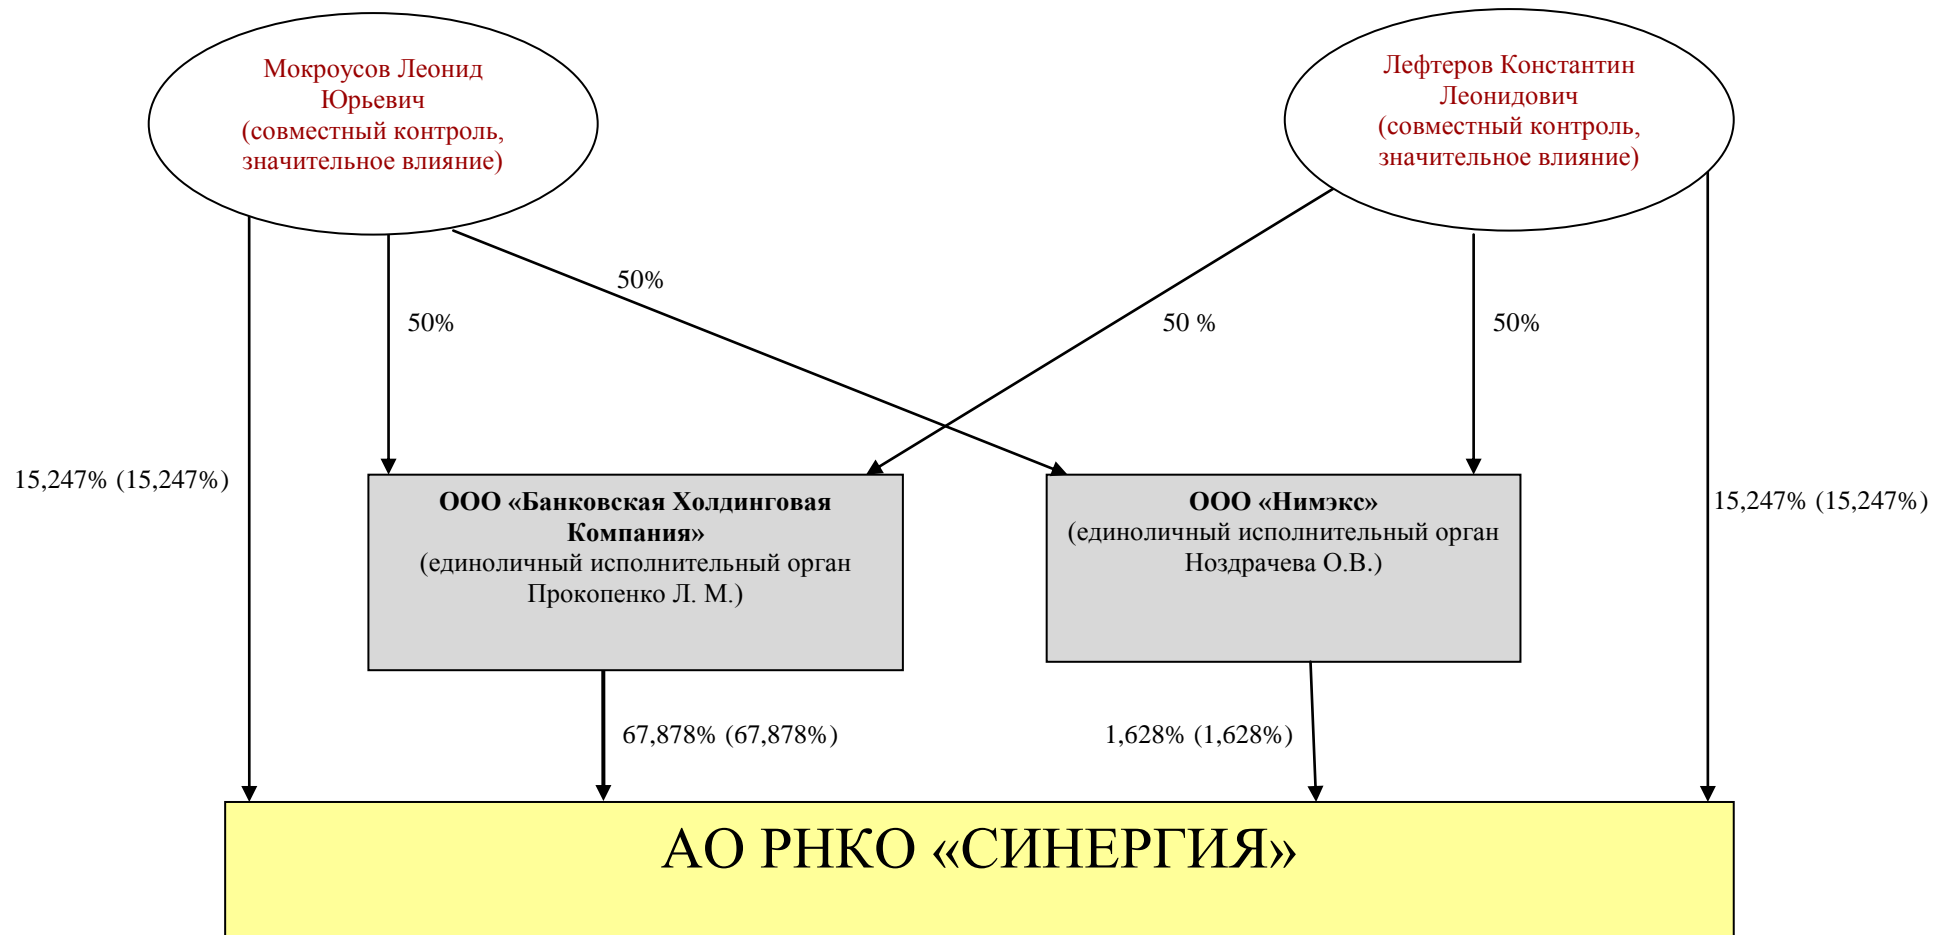 Мокроусов Леонид
Юрьевич
(совместный контроль,
значительное влияние)
Лефтеров Константин
Леонидович
(совместный контроль,
значительное влияние)
50%
50%
50 %
50%
15,247% (15,247%)
15,247% (15,247%)
ООО «Банковская Холдинговая
Компания»
(единоличный исполнительный орган
Прокопенко Л. М.)
ООО «Нимэкс»
(единоличный исполнительный орган
Ноздрачева О.В.)
67,878% (67,878%)
1,628% (1,628%)
АО РНКО «СИНЕРГИЯ»